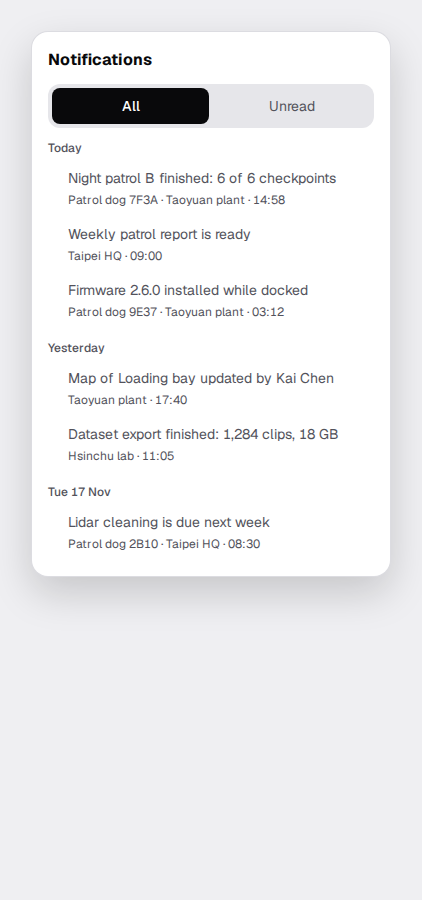 Notifications
All
Unread
Today
Night patrol B finished: 6 of 6 checkpoints
Patrol dog 7F3A · Taoyuan plant · 14:58
Weekly patrol report is ready
Taipei HQ · 09:00
Firmware 2.6.0 installed while docked
Patrol dog 9E37 · Taoyuan plant · 03:12
Yesterday
Map of Loading bay updated by Kai Chen
Taoyuan plant · 17:40
Dataset export finished: 1,284 clips, 18 GB
Hsinchu lab · 11:05
Tue 17 Nov
Lidar cleaning is due next week
Patrol dog 2B10 · Taipei HQ · 08:30